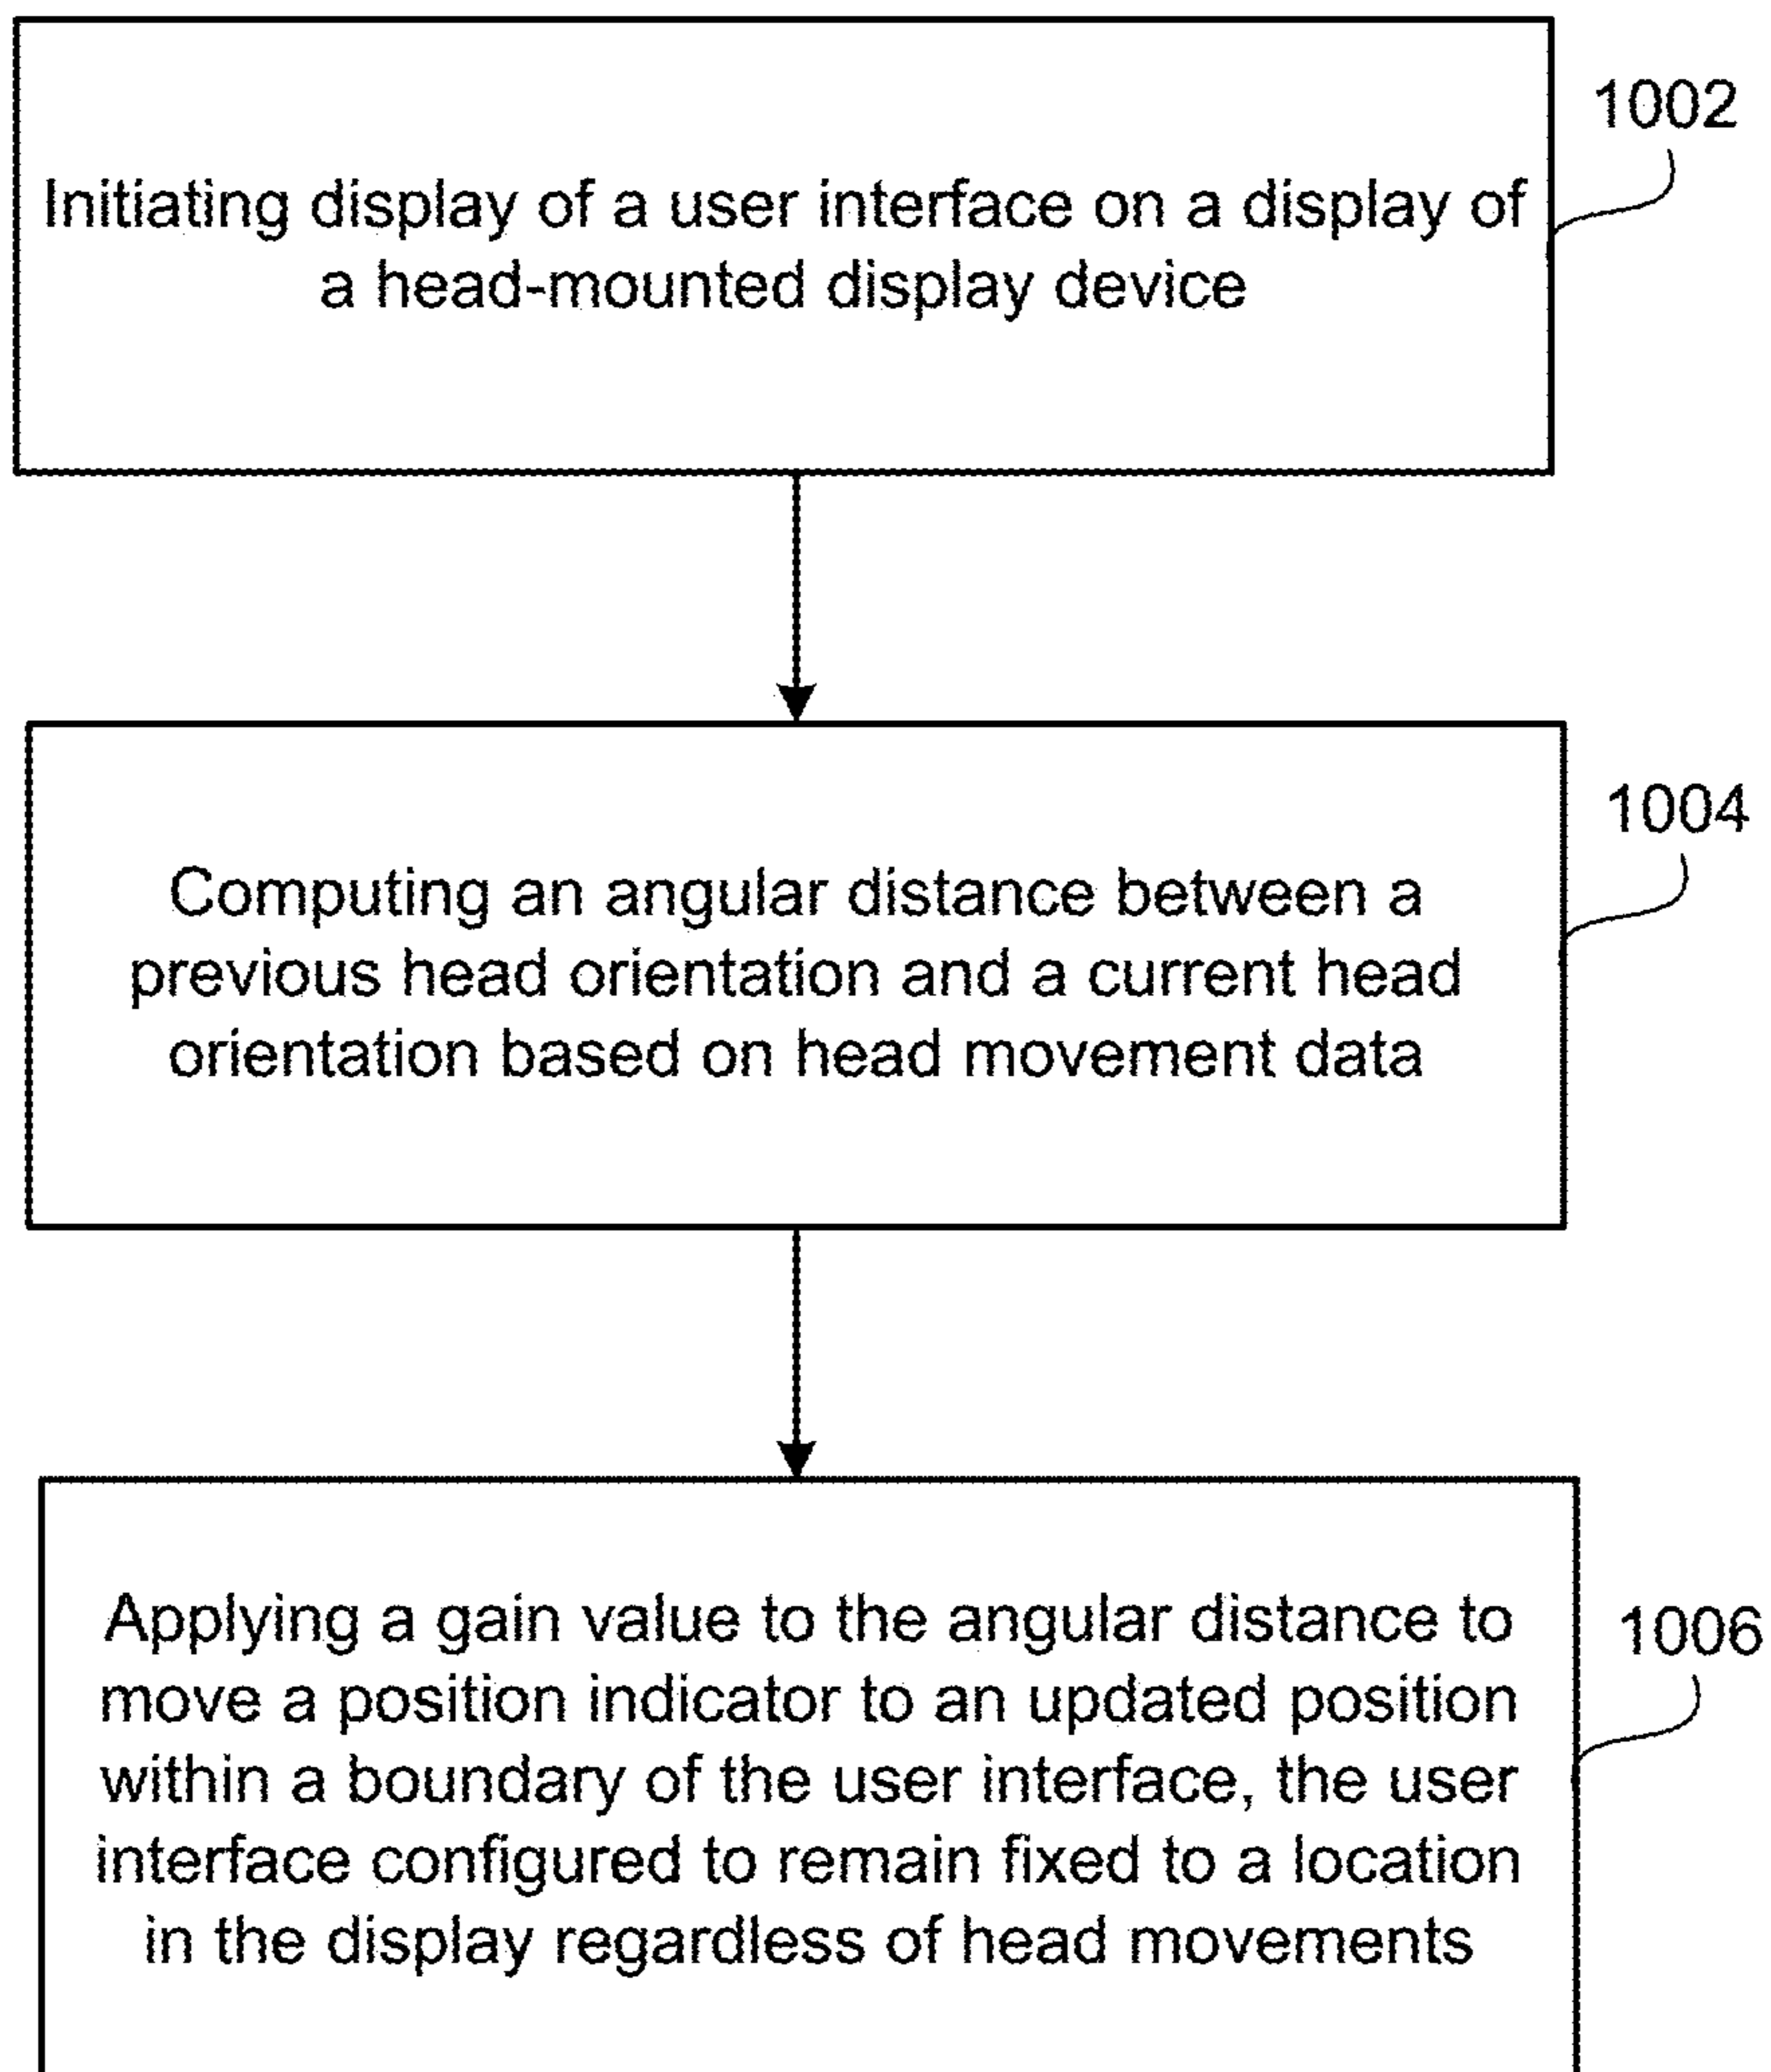 1002
Initiating display of a user interface on a display of
a head-mounted display device
1004
Computing an angular distance between a
previous head orientation and a current head
orientation based on head movement data
1006
Applying a gain value to the angular distance to
move a position indicator to an updated position
within a boundary of the user interface, the user
interface configured to remain fixed to a location
in the display regardless of head movements